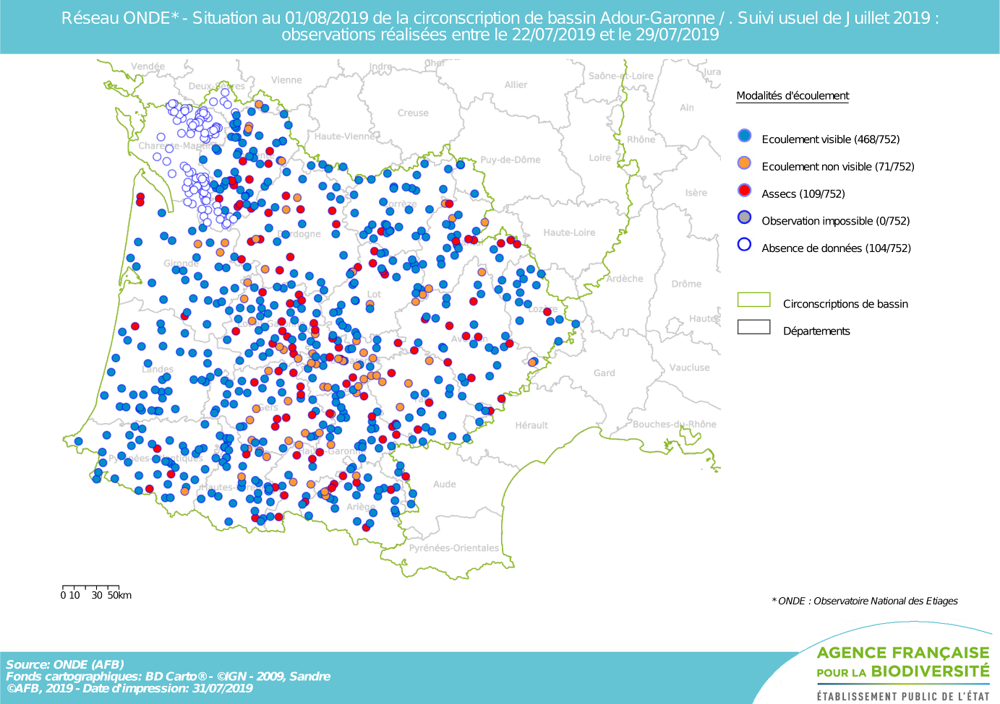 Réseau ONDE* - Situation au 01/08/2019 de la circonscription de bassin Adour-Garonne / . Suivi usuel de Juillet 2019 :
observations réalisées entre le 22/07/2019 et le 29/07/2019
Vendée
Deux-Sèvres
Vienne
Indre
Cher
Allier
Saône-et-Loire
Jura
Ain
Creuse
Haute-Vienne
Rhône
Puy-de-Dôme
Loire
Isère
Corrèze
Dordogne
Haute-Loire
Gironde
Ardèche
Drôme
Lot
Lozère
Landes
Gard
Vaucluse
Gers
Tarn
Hérault
Bouches-du-Rhône
Pyrénées-Atlantiques
Haute-Garonne
Aude
Ariège
Pyrénées-Orientales
Modalités d'écoulement
Ecoulement visible (468/752)
Ecoulement non visible (71/752)
Assecs (109/752)
Observation impossible (0/752)
Absence de données (104/752)
Circonscriptions de bassin
Départements
0 10 30 50km
* ONDE : Observatoire National des Etiages
Source: ONDE (AFB)
Fonds cartographiques: BD Carto® - ©IGN - 2009, Sandre
©AFB, 2019 - Date d'impression: 31/07/2019
AGENCE FRANÇAISE
POUR LA BIODIVERSITÉ
ÉTABLISSEMENT PUBLIC DE L'ÉTAT